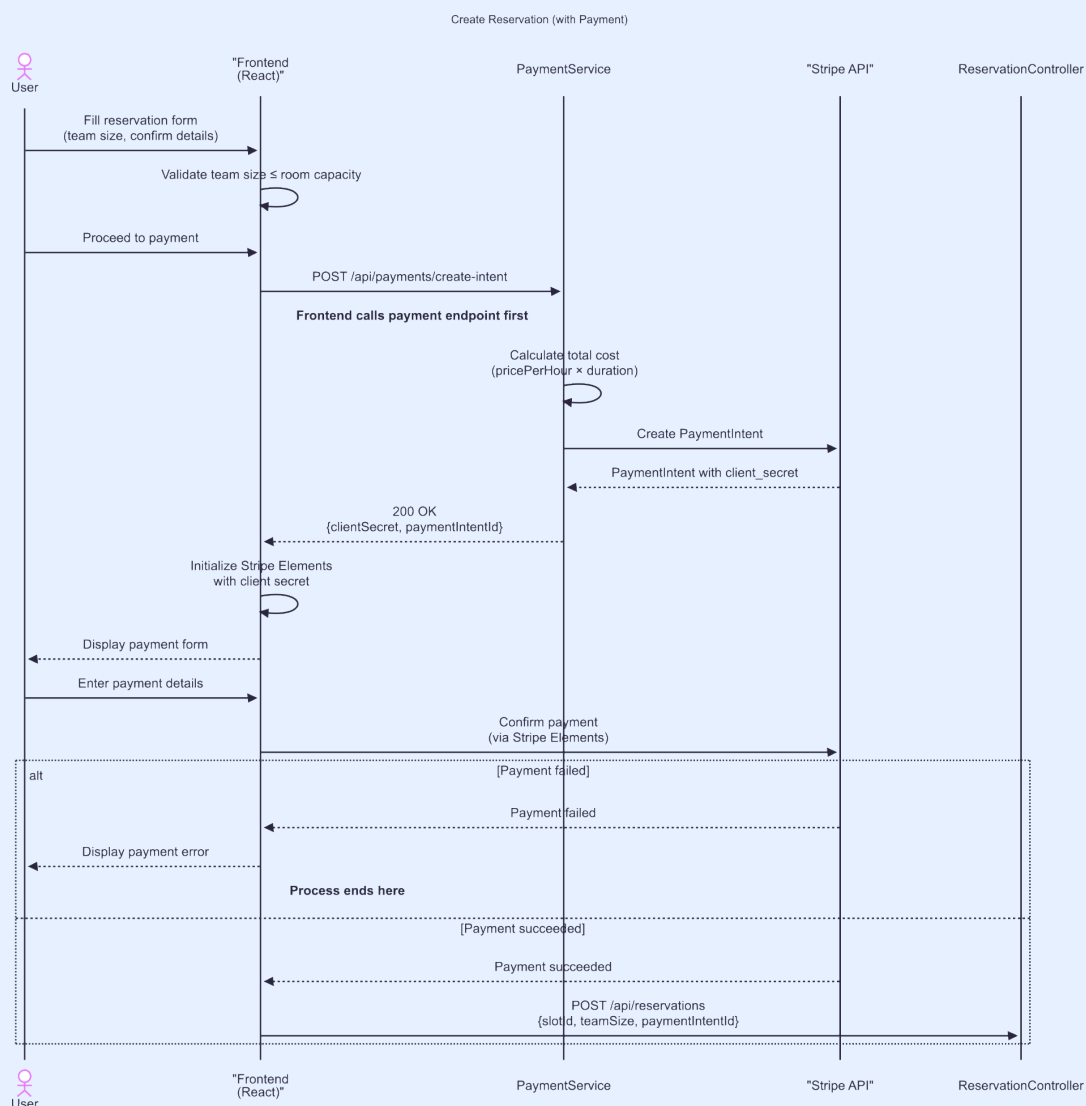 Create Reservation (with Payment)
User
"Frontend
(React)"
PaymentService
"Stripe API"
ReservationController
Fill reservation form
(team size, confirm details)
Validate team size ≤ room capacity
Proceed to payment
POST /api/payments/create-intent
Frontend calls payment endpoint first
Calculate total cost
(pricePerHour × duration)
Create PaymentIntent
PaymentIntent with client_secret
200 OK
{clientSecret, paymentIntentId}
Initialize Stripe Elements
with client secret
Display payment form
Enter payment details
Confirm payment
(via Stripe Elements)
alt
[Payment failed]
Payment failed
Display payment error
Process ends here
[Payment succeeded]
Payment succeeded
POST /api/reservations
{slotId, teamSize, paymentIntentId}
User
"Frontend
(React)"
PaymentService
"Stripe API"
ReservationController